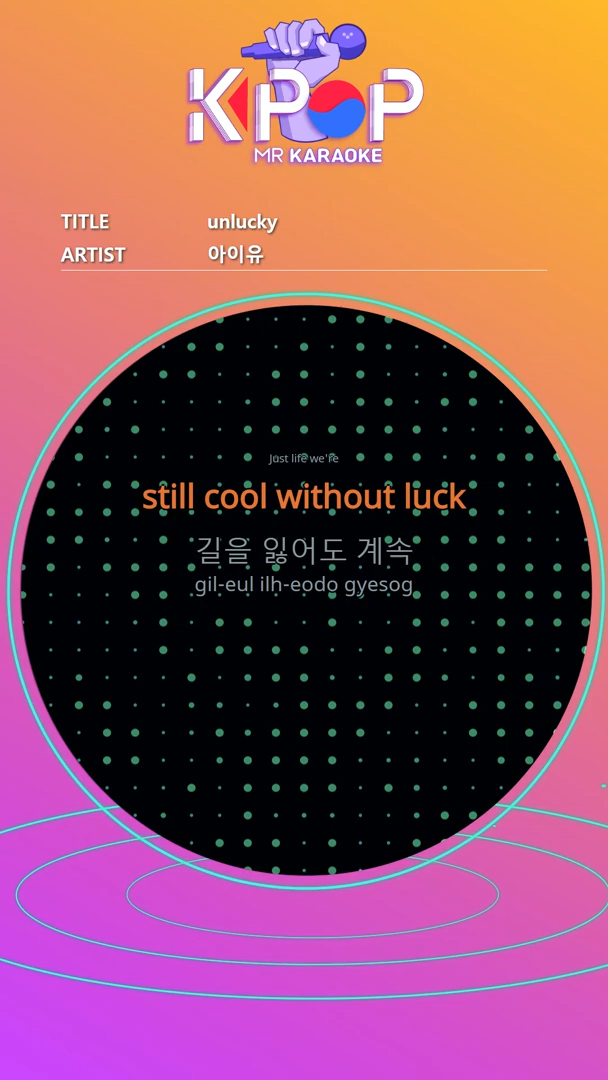 KPOP
MR KARAOKE
TITLE unlucky
ARTIST 아이유
Just life we're
still cool without luck
길을 잃어도 계속
gil-eul ilh-eodo gyesog